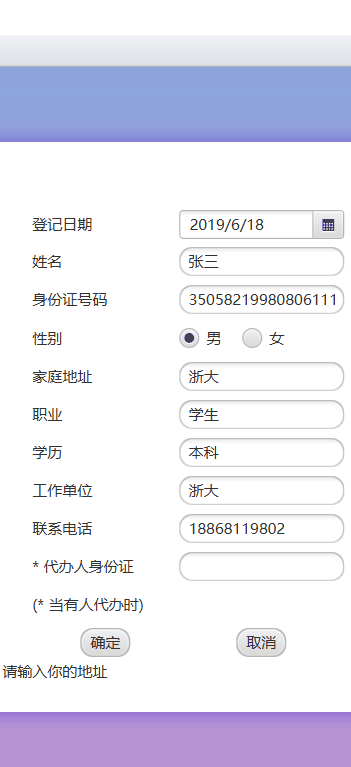 登记日期 2019/6/18
姓名 张三
身份证号码 35058219980806111
性别 男 女
家庭地址 浙大
职业 学生
学历 本科
工作单位 浙大
联系电话 18868119802
* 代办人身份证
(* 当有人代办时)
确定 取消
请输入你的地址